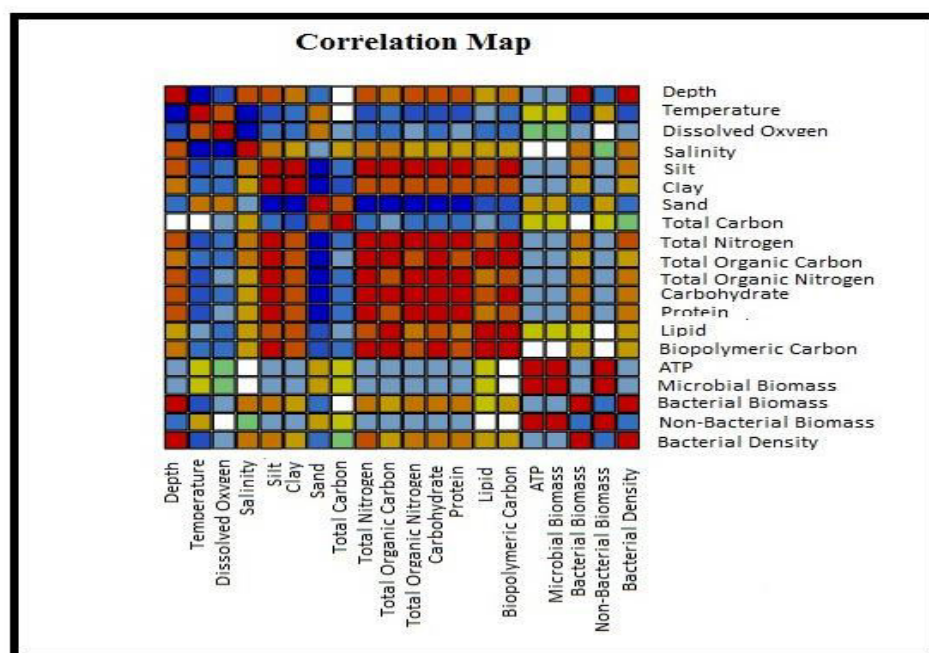 Correlation Map
Depth
Temperature
Dissolved Oxvgen
Salinity
Silt
Clay
Sand
Total Carbon
Total Nitrogen
Total Organic Carbon
Total Organic Nitrogen
Carbohydrate
Protein
Lipid
Biopolymeric Carbon
ATP
Microbial Biomass
Bacterial Biomass
Non-Bacterial Biomass
Bacterial Density
Depth
Temperature
Dissolved Oxvgen
Salinity
Silt
Clay
Sand
Total Carbon
Total Nitrogen
Total Organic Carbon
Total Organic Nitrogen
Carbohydrate
Protein
Lipid
Biopolymeric Carbon
ATP
Microbial Biomass
Bacterial Biomass
Non-Bacterial Biomass
Bacterial Density